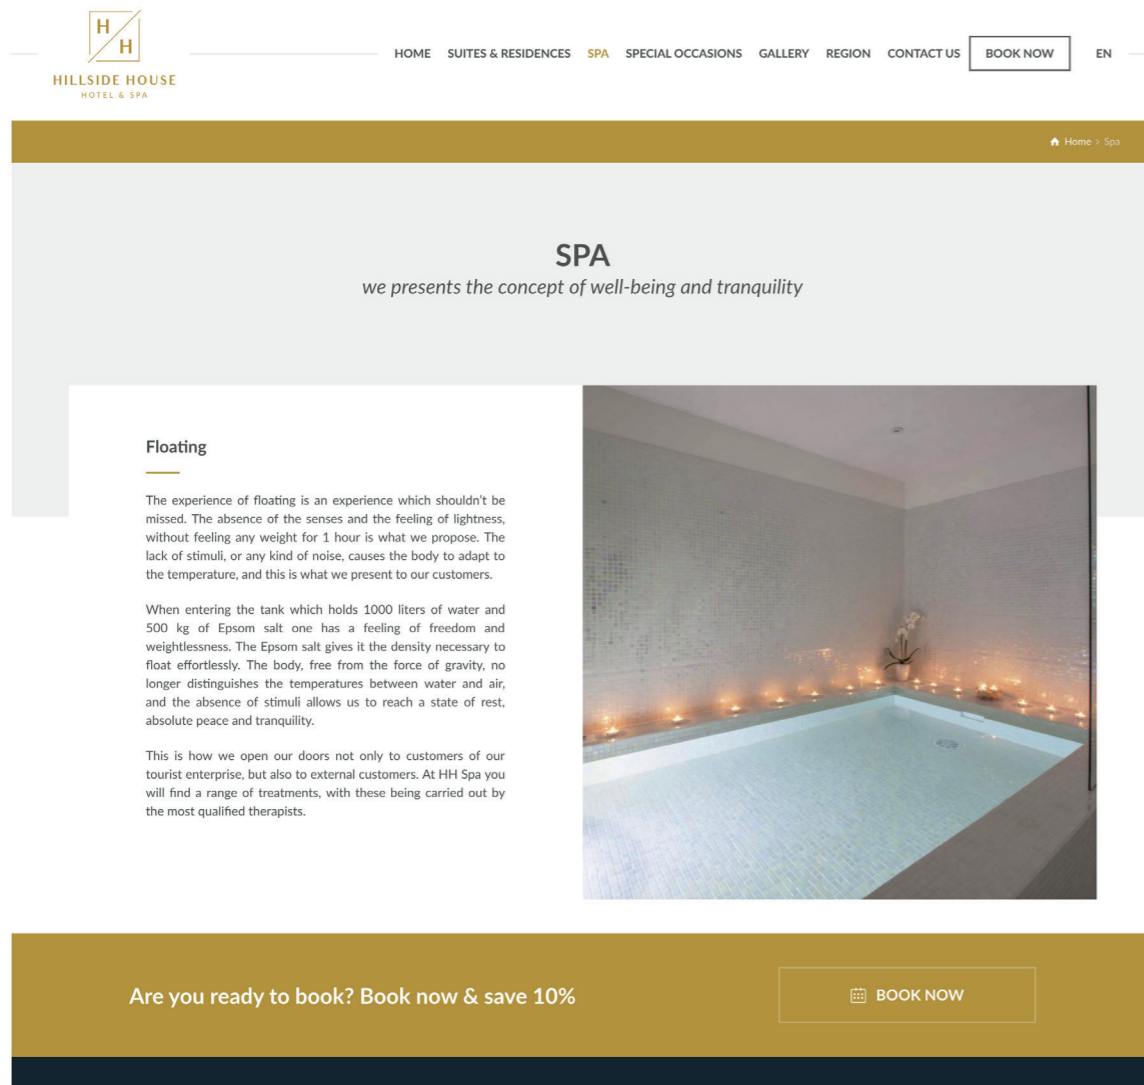 H
H
HILLSIDE HOUSE
HOTEL & SPA
HOME SUITES & RESIDENCES SPA SPECIAL OCCASIONS GALLERY REGION CONTACT US BOOK NOW EN
Home > Spa
SPA
we presents the concept of well-being and tranquility
Floating
The experience of floating is an experience which shouldn't be
missed. The absence of the senses and the feeling of lightness,
without feeling any weight for 1 hour is what we propose. The
lack of stimuli, or any kind of noise, causes the body to adapt to
the temperature, and this is what we present to our customers.
When entering the tank which holds 1000 liters of water and
500 kg of Epsom salt one has a feeling of freedom and
weightlessness. The Epsom salt gives it the density necessary to
float effortlessly. The body, free from the force of gravity, no
longer distinguishes the temperatures between water and air,
and the absence of stimuli allows us to reach a state of rest,
absolute peace and tranquility.
This is how we open our doors not only to customers of our
tourist enterprise, but also to external customers. At HH Spa you
will find a range of treatments, with these being carried out by
the most qualified therapists.
Are you ready to book? Book now & save 10%
BOOK NOW